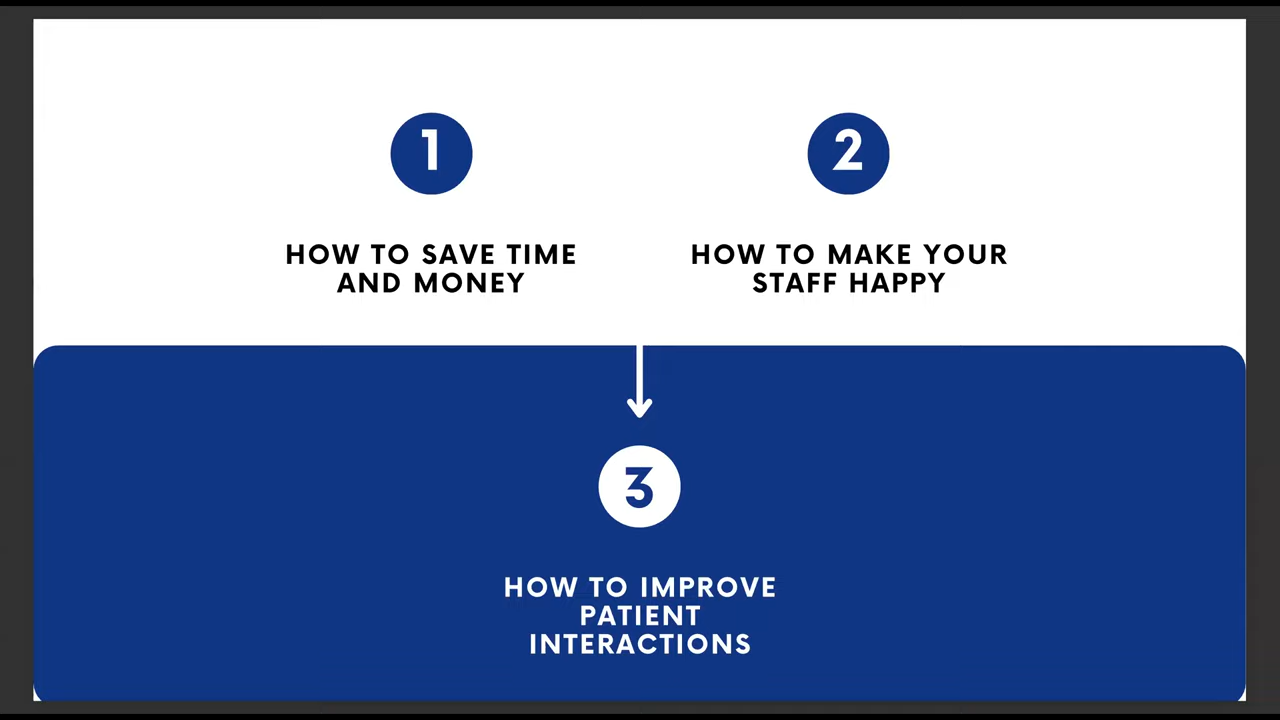 1
HOW TO SAVE TIME
AND MONEY
2
HOW TO MAKE YOUR
STAFF HAPPY
3
HOW TO IMPROVE
PATIENT
INTERACTIONS